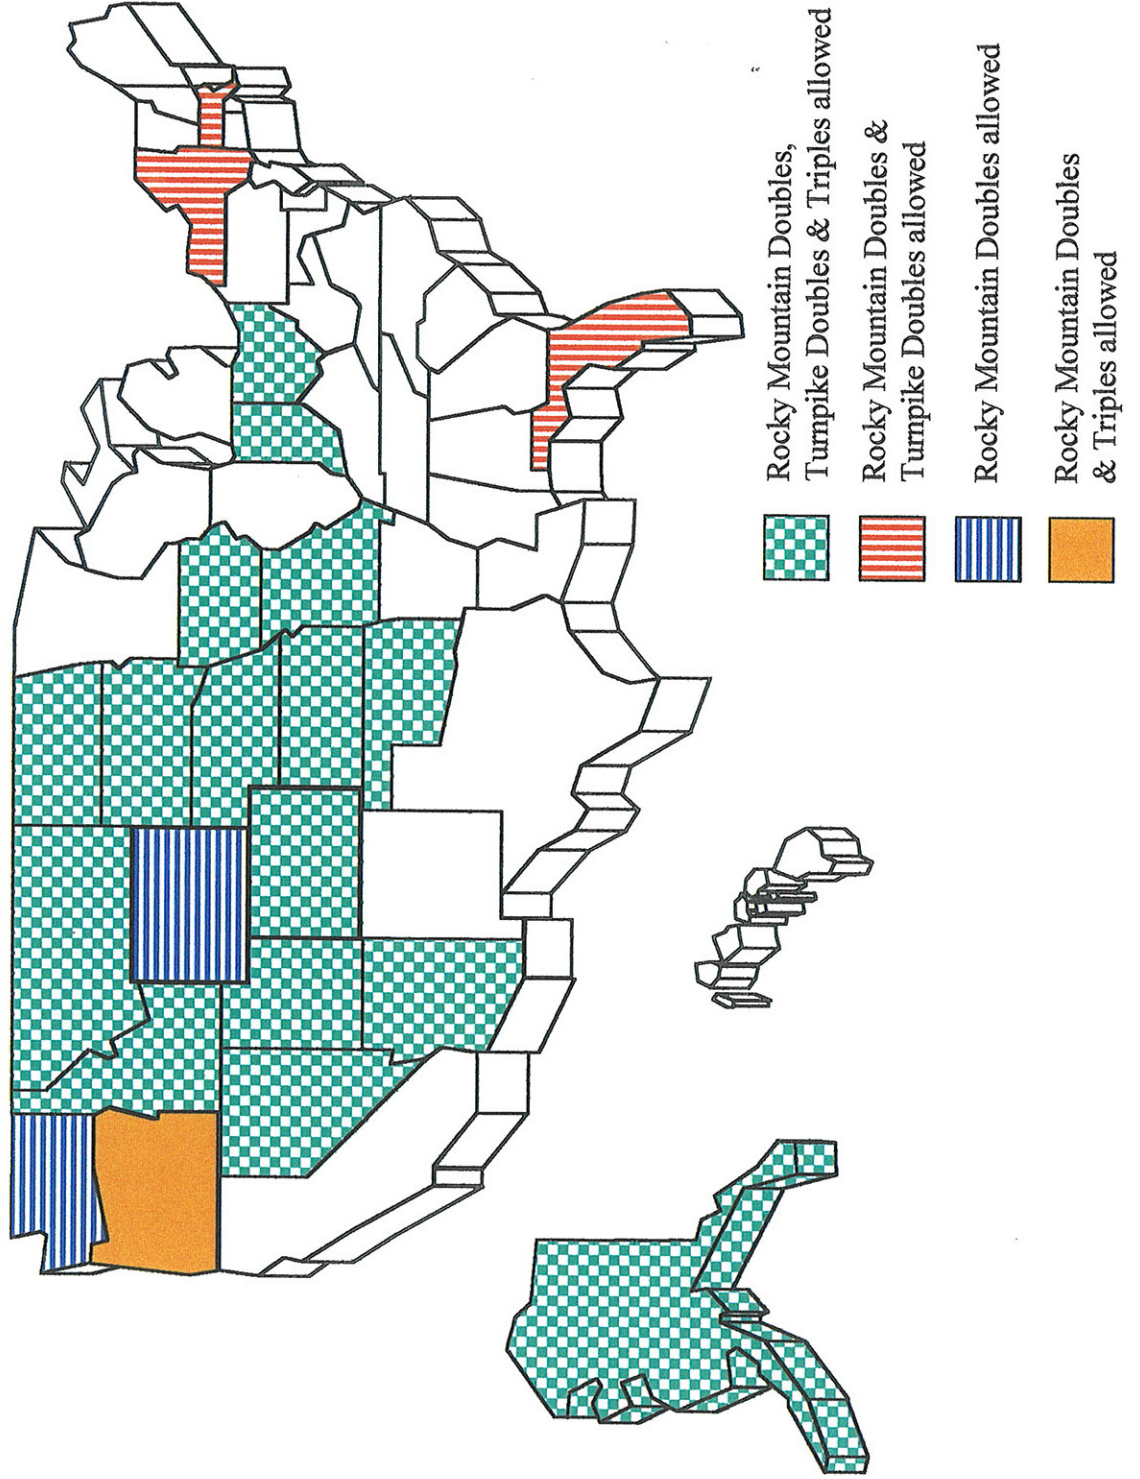 Rocky Mountain Doubles,
Turnpike Doubles & Triples allowed
Rocky Mountain Doubles &
Turnpike Doubles allowed
Rocky Mountain Doubles allowed
Rocky Mountain Doubles
& Triples allowed